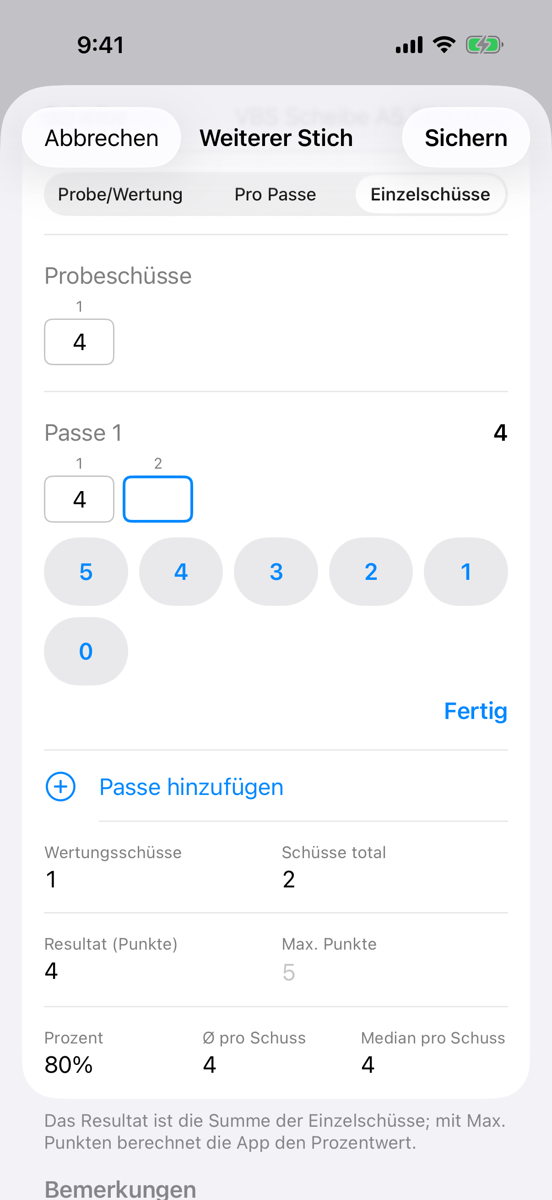 9:41
Abbrechen Weiterer Stich Sichern
Probe/Wertung Pro Passe Einzelschüsse
Probeschüsse
1
4
Passe 1 4
1 2
4
5 4 3 2 1
0
Fertig
Passe hinzufügen
Wertungsschüsse Schüsse total
1 2
Resultat (Punkte) Max. Punkte
4 5
Prozent Ø pro Schuss Median pro Schuss
80% 4 4
Das Resultat ist die Summe der Einzelschüsse; mit Max.
Punkten berechnet die App den Prozentwert.
Bemerkungen